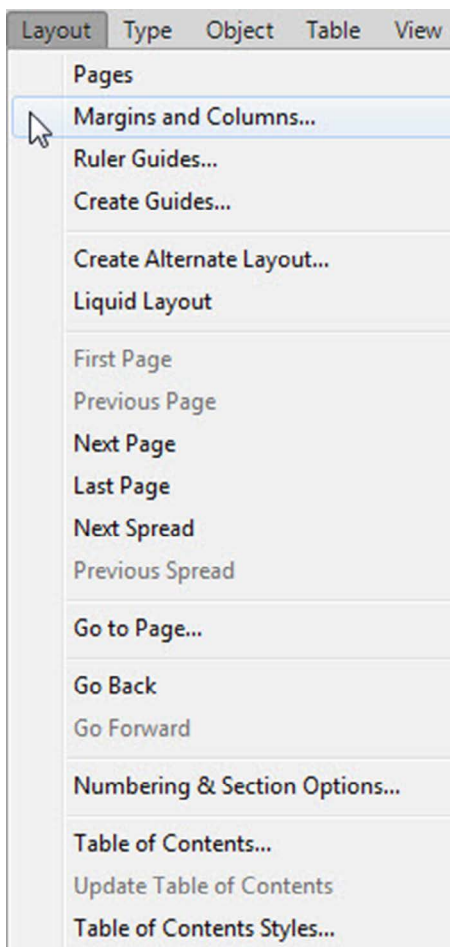 Layout Type Object Table View
Pages
Margins and Columns...
Ruler Guides...
Create Guides...
Create Alternate Layout...
Liquid Layout
First Page
Previous Page
Next Page
Last Page
Next Spread
Previous Spread
Go to Page...
Go Back
Go Forward
Numbering & Section Options...
Table of Contents...
Update Table of Contents
Table of Contents Styles...